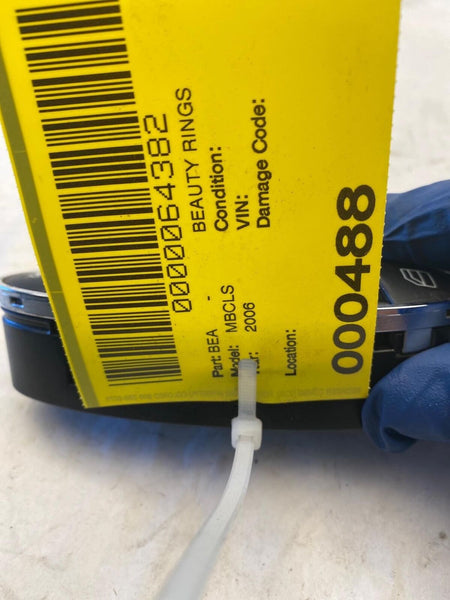 0000064382
BEAUTY RINGS
Condition:
VIN:
Damage Code:
Part: BEA -
Model: MBCLS
2006
Location:
000488